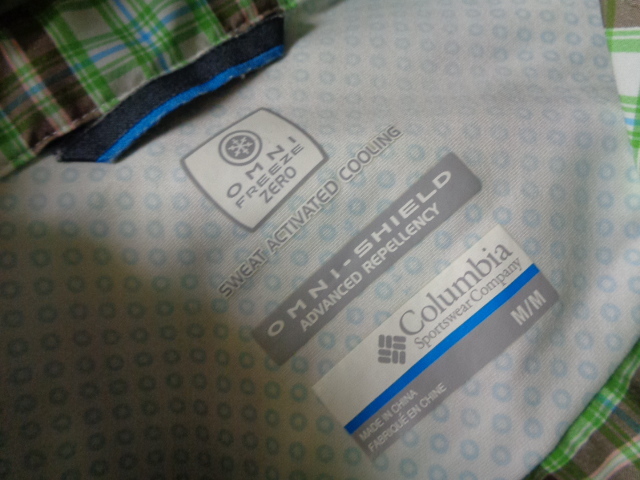 OMNI
FREEZE
ZERO
SWEAT ACTIVATED COOLING
OMNI-SHIELD
ADVANCED REPELLENCY
Columbia
Sportswear Company
M/M
MADE IN CHINA
FABRIQUÉ EN CHINE